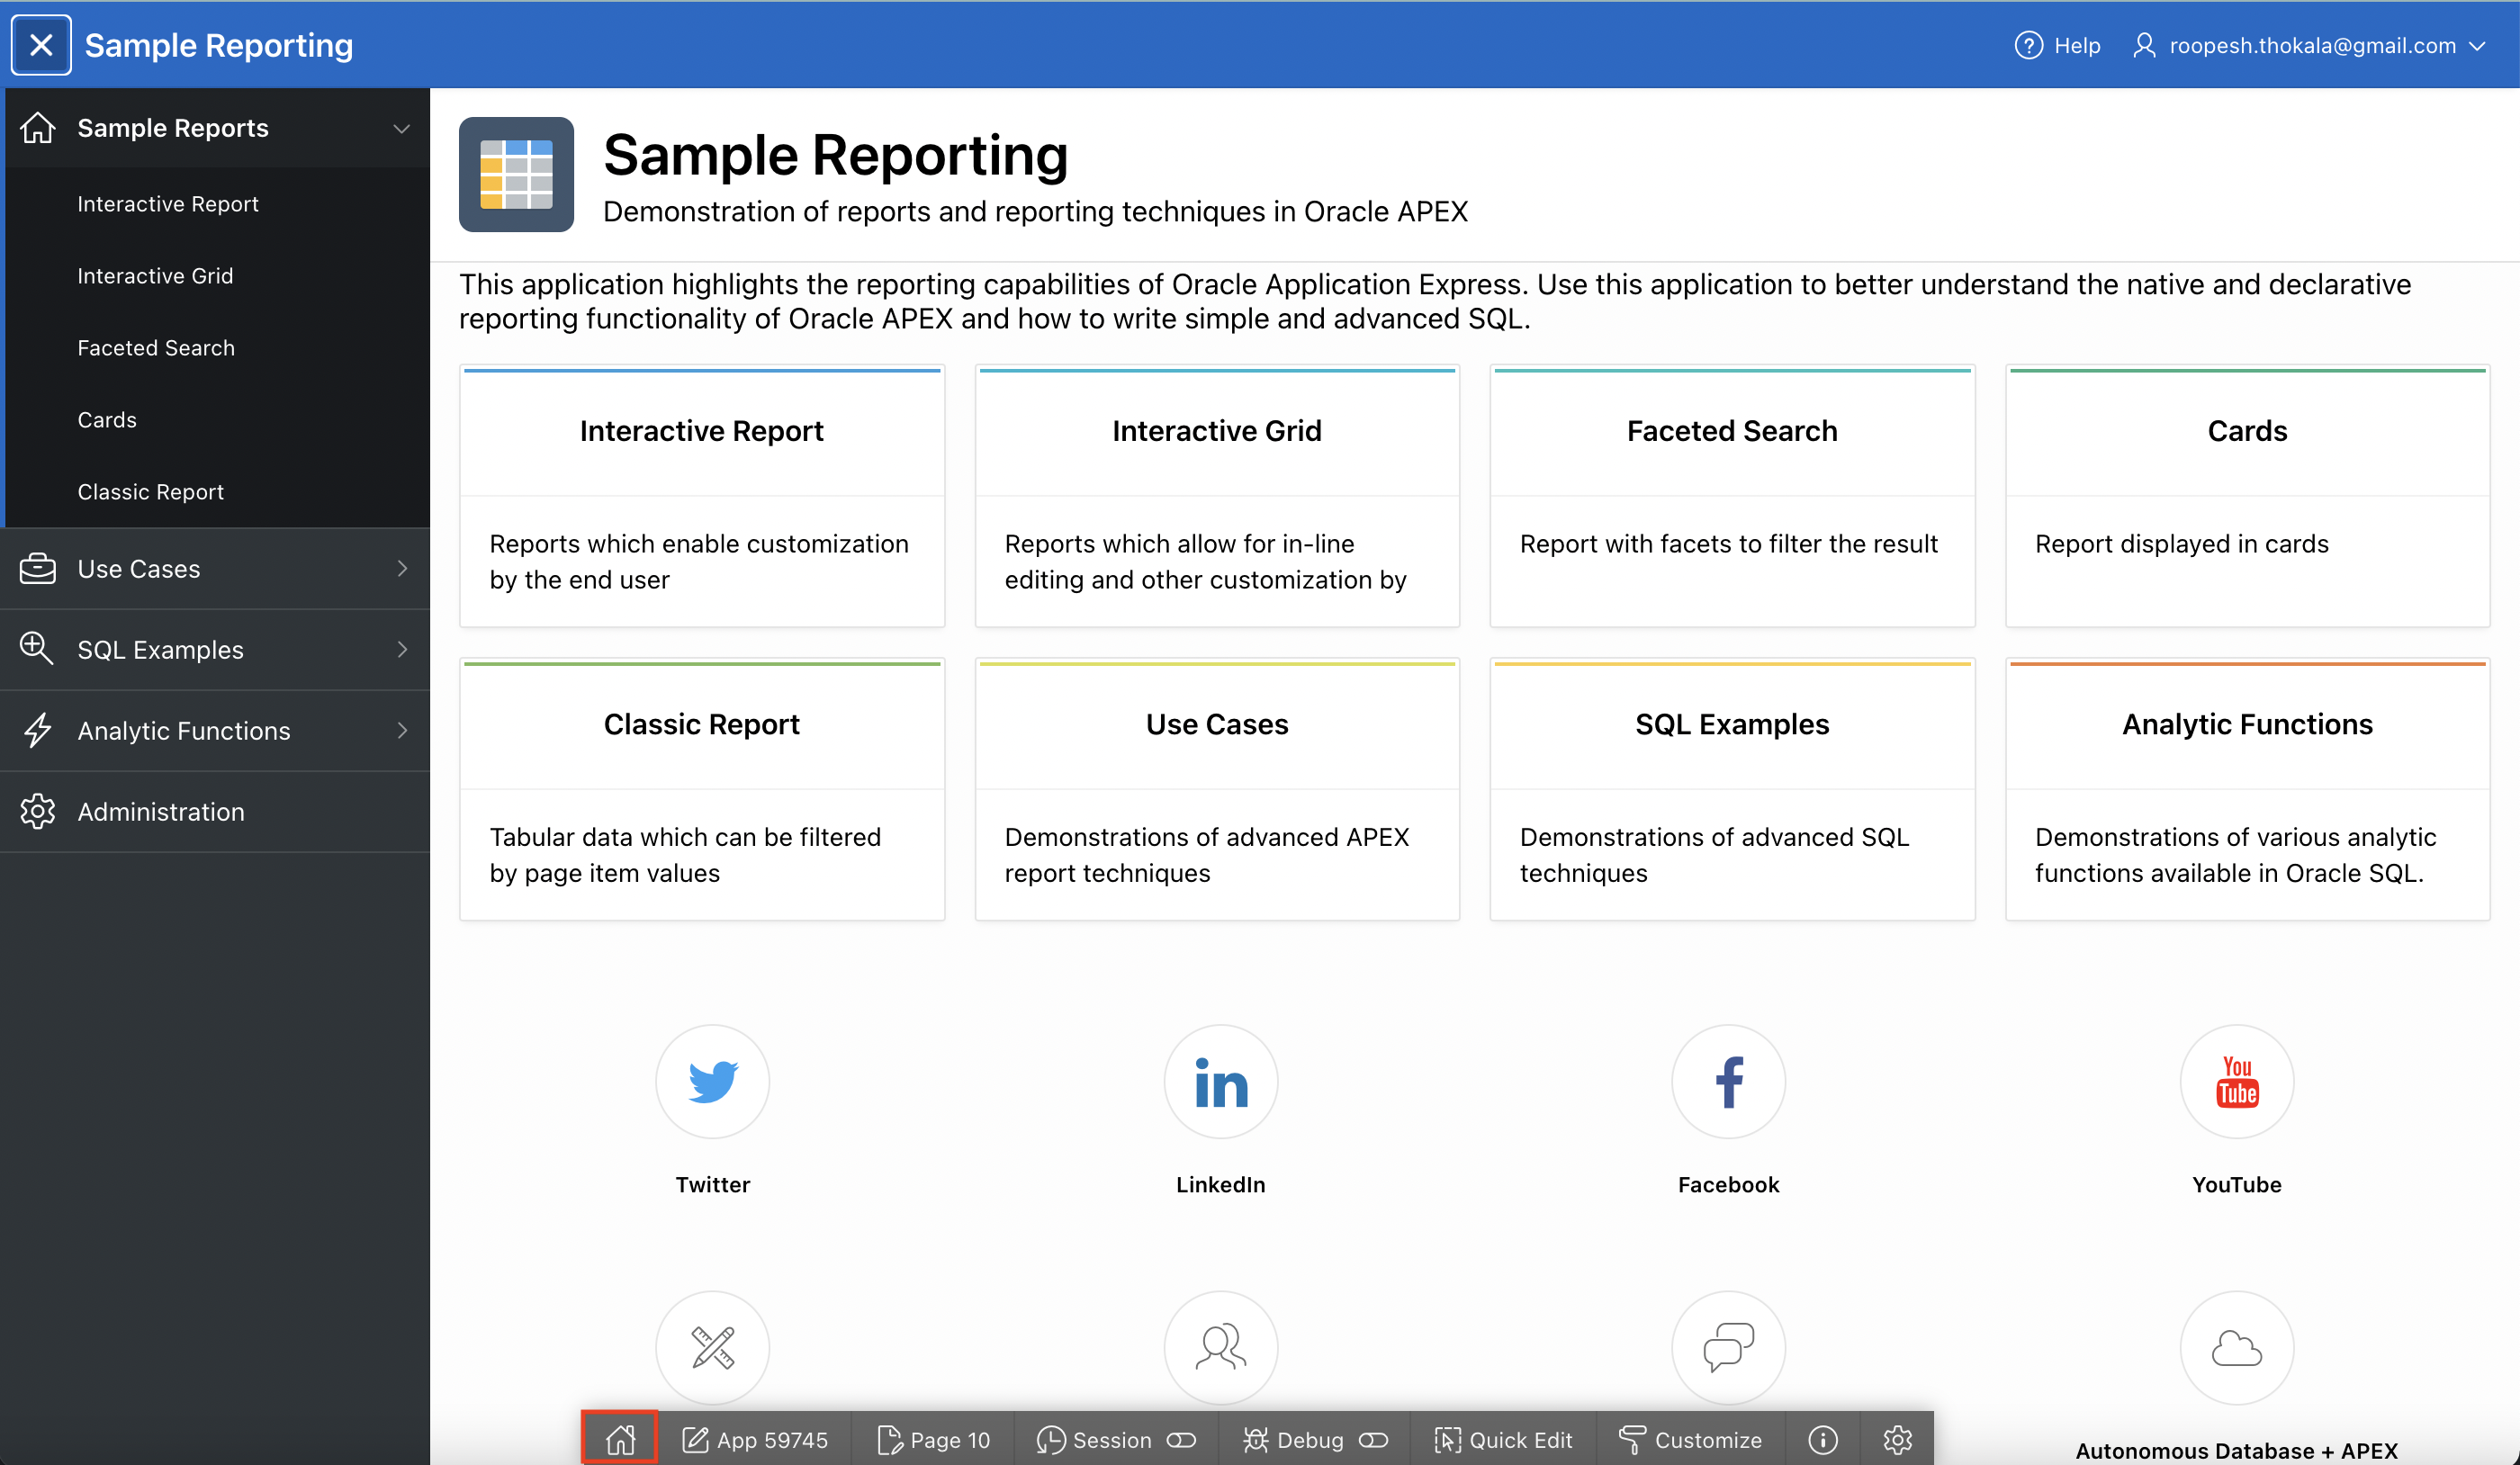 Sample Reporting
Help
roopesh.thokala@gmail.com
Sample Reports
Interactive Report
Interactive Grid
Faceted Search
Cards
Classic Report
Use Cases
SQL Examples
Analytic Functions
Administration
Sample Reporting
Demonstration of reports and reporting techniques in Oracle APEX
This application highlights the reporting capabilities of Oracle Application Express. Use this application to better understand the native and declarative
reporting functionality of Oracle APEX and how to write simple and advanced SQL.
Interactive Report
Reports which enable customization
by the end user
Interactive Grid
Reports which allow for in-line
editing and other customization by
Faceted Search
Report with facets to filter the result
Cards
Report displayed in cards
Classic Report
Tabular data which can be filtered
by page item values
Use Cases
Demonstrations of advanced APEX
report techniques
SQL Examples
Demonstrations of advanced SQL
techniques
Analytic Functions
Demonstrations of various analytic
functions available in Oracle SQL.
in
f
You
Tube
Twitter
LinkedIn
Facebook
YouTube
App 59745
Page 10
Session
Debug
Quick Edit
Customize
Autonomous Database + APEX